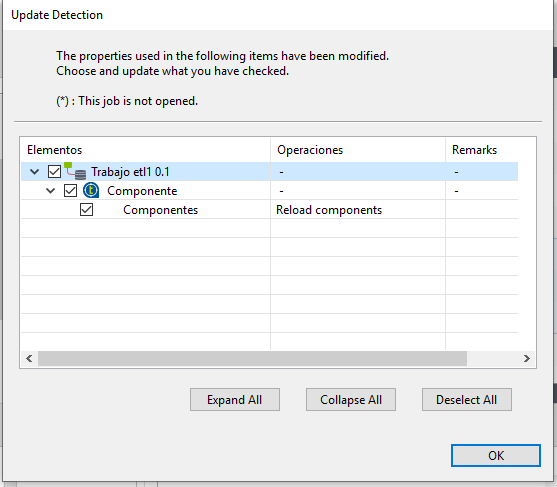 Update Detection
The properties used in the following items have been modified.
Choose and update what you have checked.
(*) : This job is not opened.
Elementos Operaciones Remarks
Trabajo etl1 0.1 - -
Componente - -
Componentes Reload components
Expand All Collapse All Deselect All
OK